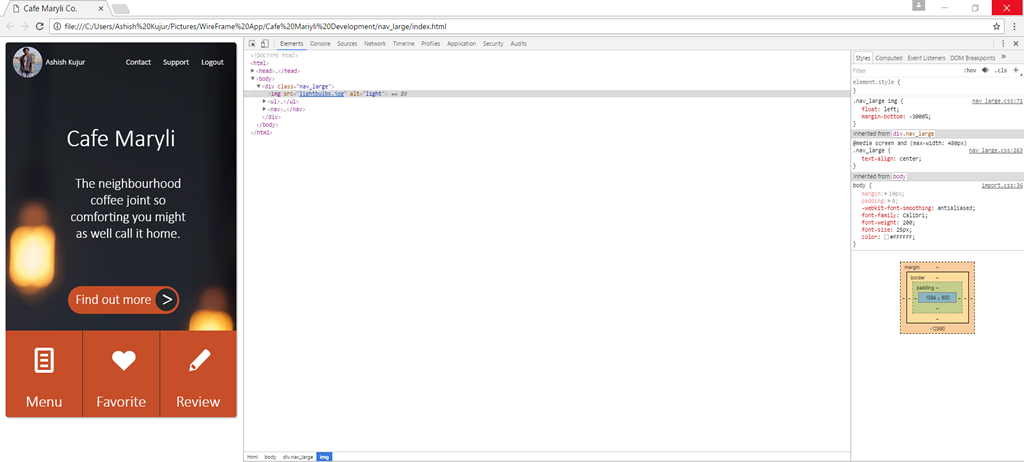 Cafe Maryli Co.
file:///C:/Users/Ashish%20Kujur/Pictures/WireFrame%20App/Cafe%20Mariyli%20Development/nav_large/index.html
Ashish Kujur Contact Support Logout
Cafe Maryli
The neighbourhood
coffee joint so
comforting you might
as well call it home.
Find out more >
Menu Favorite Review
Elements Console Sources Network Timeline Profiles Application Security Audits
<!DOCTYPE html>
<html>
<head>…</head>
<body>
<div class="nav_large">
<img src="lightbulbs.jpg" alt="light"> == $0
<ul>…</ul>
<nav>…</nav>
</div>
</body>
</html>
html body div.nav_large img
Styles Computed Event Listeners DOM Breakpoints »
Filter :hov .cls +
element.style {
}
.nav_large img { nav_large.css:71
float: left;
margin-bottom: -3000%;
}
Inherited from div.nav_large
@media screen and (max-width: 480px)
.nav_large { nav_large.css:263
text-align: center;
}
Inherited from body
body { import.css:36
margin: 10px;
padding: 0;
-webkit-font-smoothing: antialiased;
font-family: Calibri;
font-weight: 200;
font-size: 25px;
color: #ffffff;
}
margin -
border -
padding -
- - - 1084 × 600 - - -
-
-
-12990